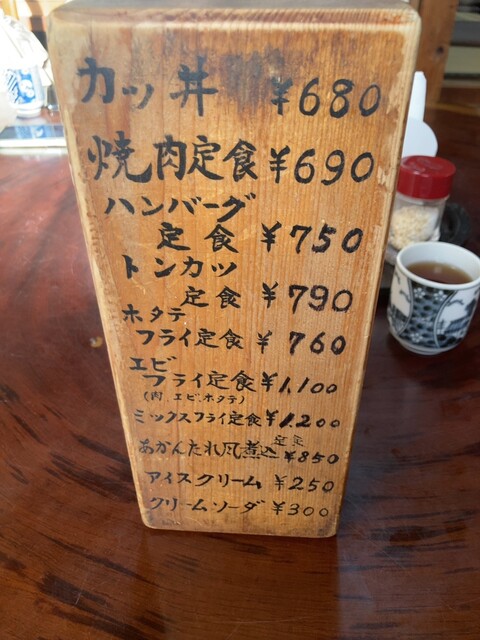 カツ丼 ¥680
焼肉定食 ¥690
ハンバーグ
定食 ¥750
トンカツ
定食 ¥790
ホタテ
フライ定食 ¥760
エビ
フライ定食 ¥1,100
(肉、エビ、ホタテ)
ミックスフライ定食 ¥1,200
定食
あかんたれ風煮込 ¥850
アイスクリーム ¥250
クリームソーダ ¥300